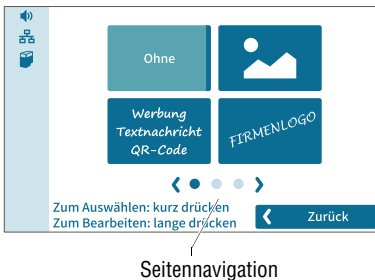 Ohne
Werbung
Textnachricht
QR-Code
FIRMENLOGO
Zum Auswählen: kurz drücken
Zum Bearbeiten: lange drücken
Zurück
Seitennavigation